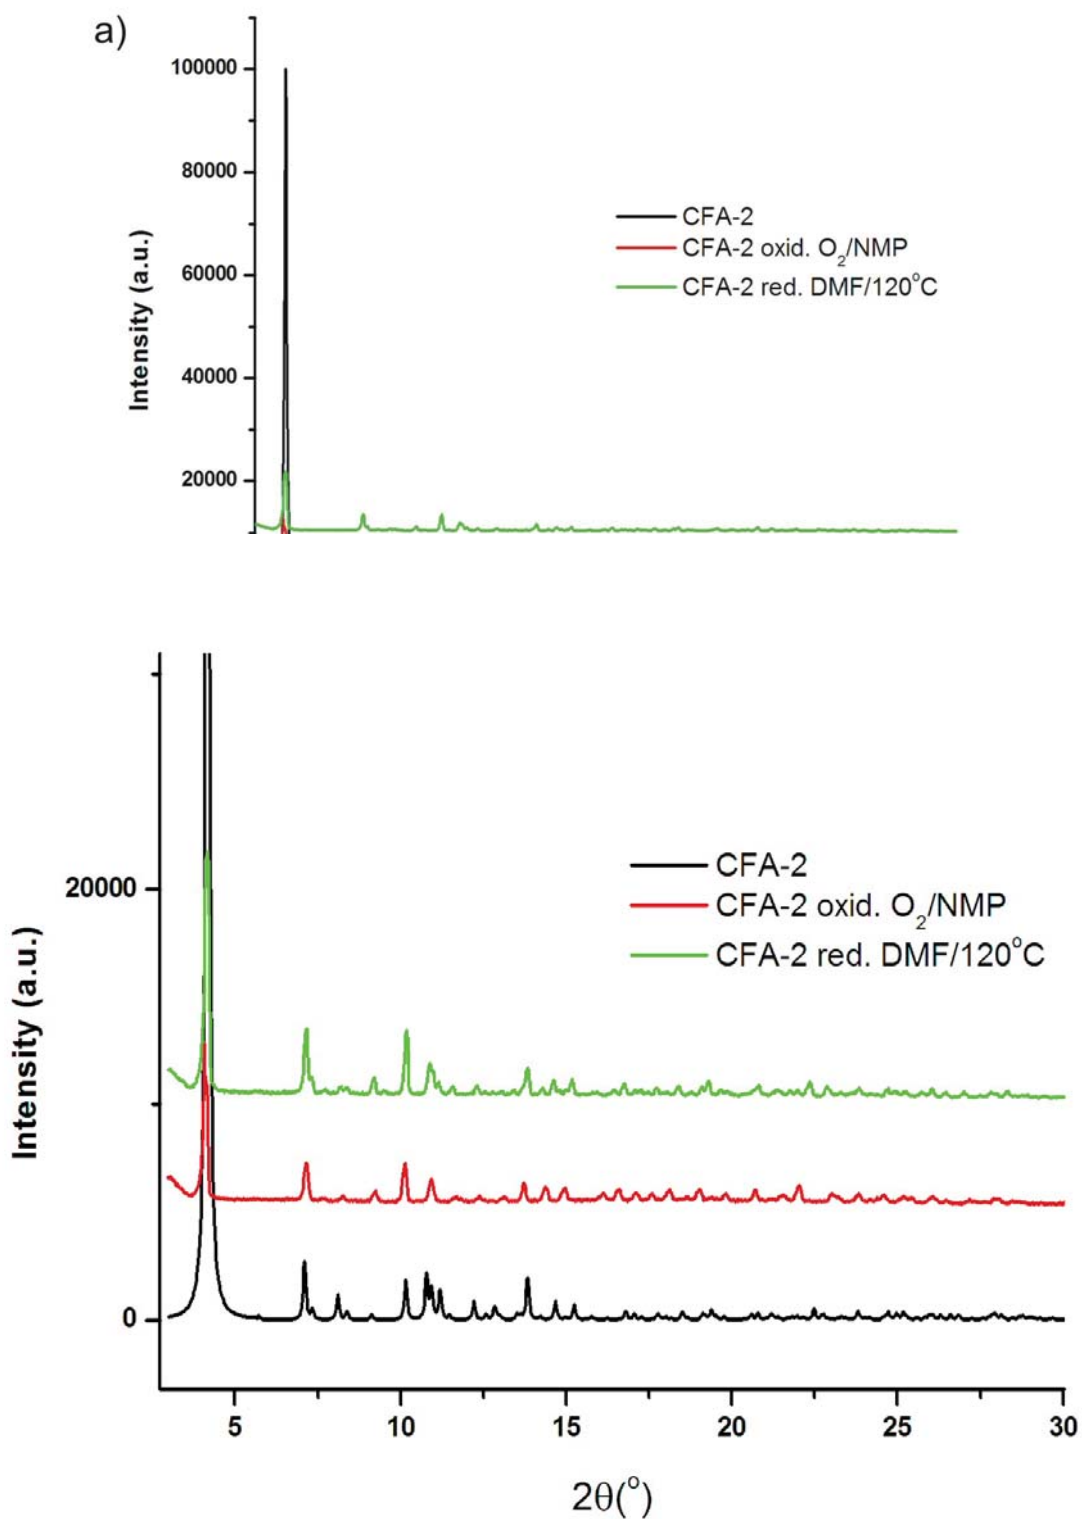 a)
100000
80000
60000
40000
20000
Intensity (a.u.)
CFA-2
CFA-2 oxid. O₂/NMP
CFA-2 red. DMF/120°C
20000
0
Intensity (a.u.)
CFA-2
CFA-2 oxid. O₂/NMP
CFA-2 red. DMF/120°C
5 10 15 20 25 30
2θ(°)